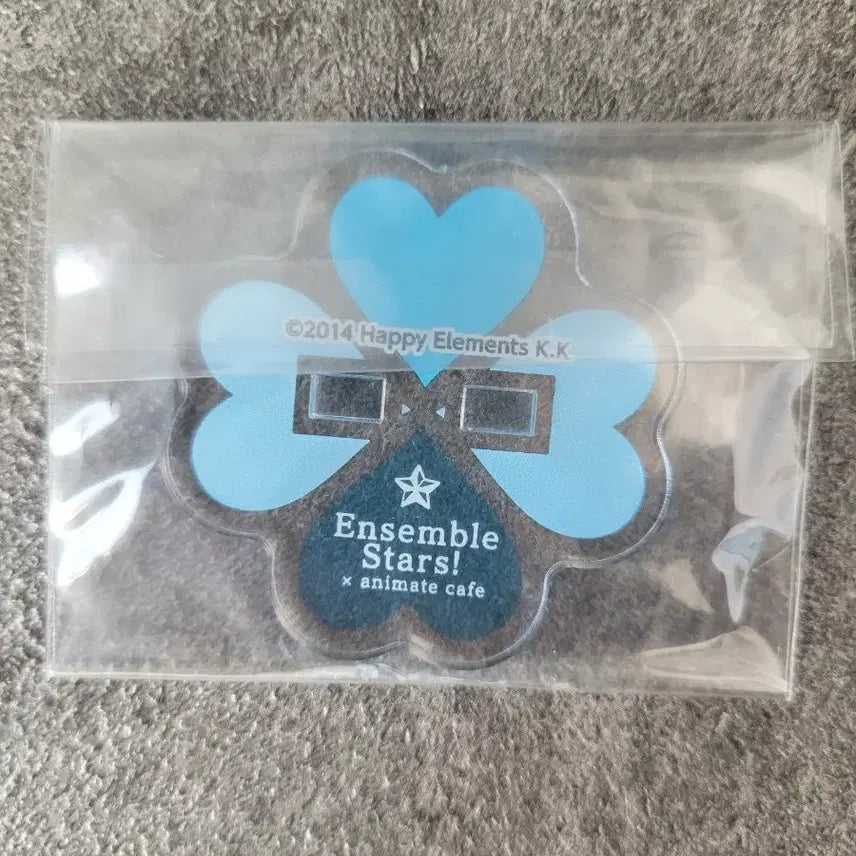 ©2014 Happy Elements K.K
Ensemble
Stars!
× animate cafe